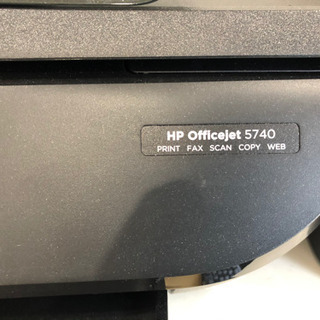 HP Officejet 5740
PRINT FAX SCAN COPY WEB